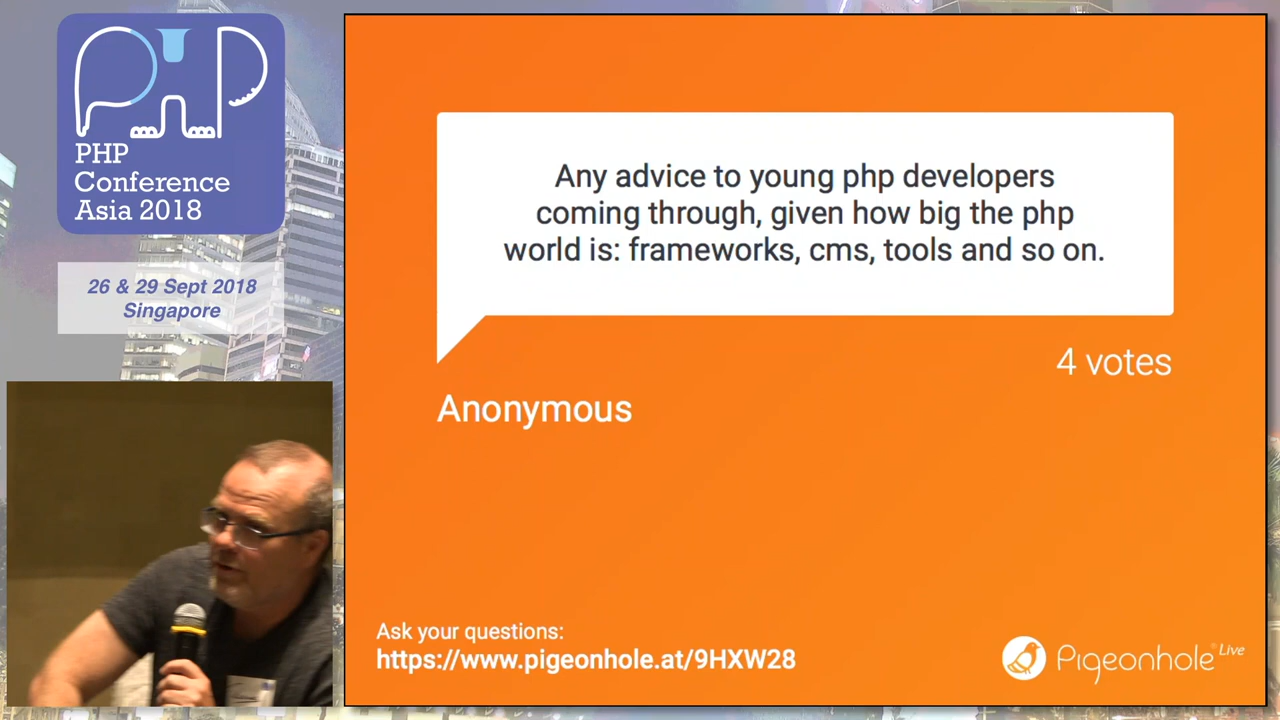 PHP
PHP
Conference
Asia 2018
26 & 29 Sept 2018
Singapore
Any advice to young php developers
coming through, given how big the php
world is: frameworks, cms, tools and so on.
4 votes
Anonymous
Ask your questions:
https://www.pigeonhole.at/9HXW28
Pigeonhole Live